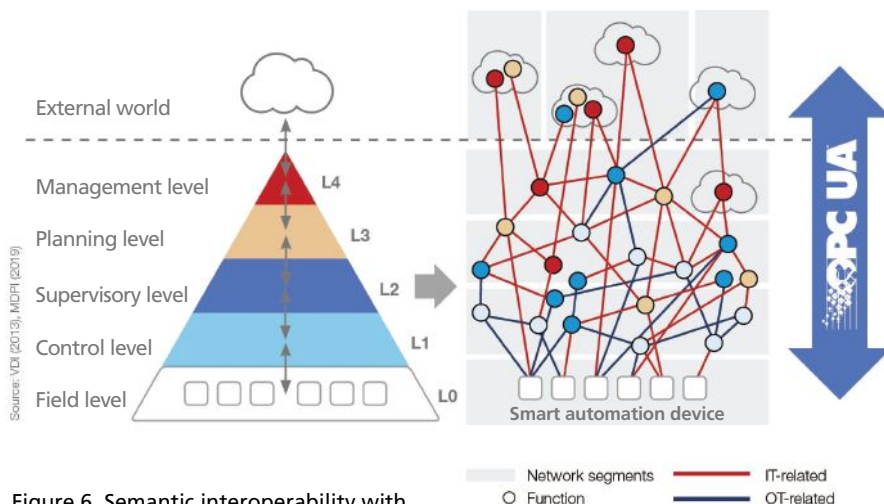 External world
Management level
Planning level
Supervisory level
Control level
Field level
L4
L3
L2
L1
L0
Source: VDI (2013), MDPI (2019)
Smart automation device
OPC UA
Network segments
IT-related
Function
OT-related
Figure 6. Semantic interoperability with